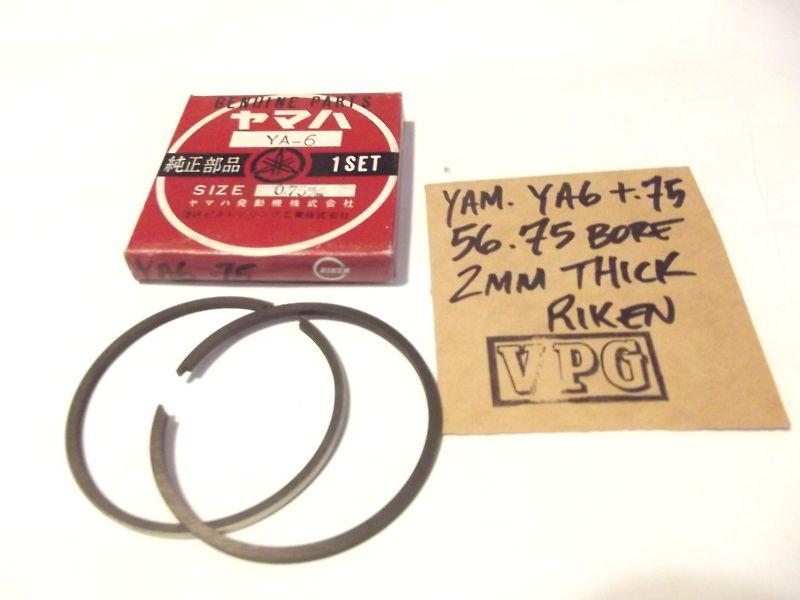 GENUINE PARTS
ヤマハ
YA-6
純正部品 1 SET
SIZE 0.75%
ヤマハ発動機株式会社
YA6 .75
RIKEN
YAM. YA6 +.75
56.75 BORE
2MM THICK
RIKEN
VPG